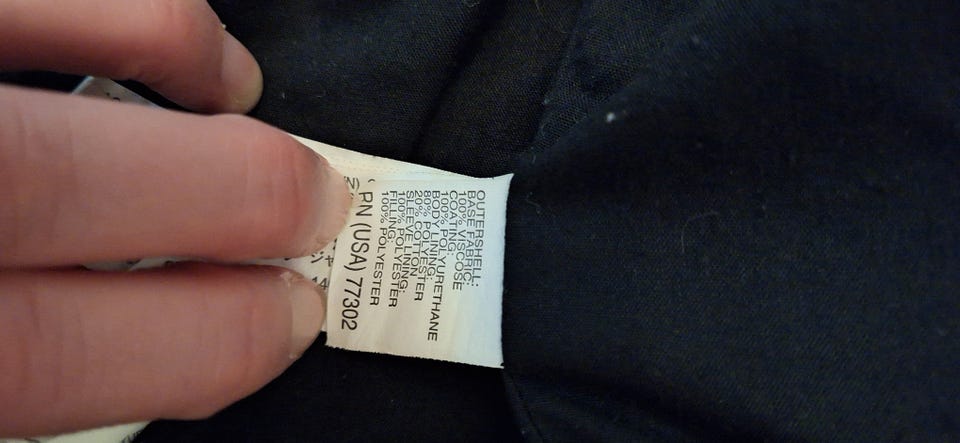 OUTERSHELL:
BASE FABRIC:
100% VISCOSE
COATING:
100% POLYURETHANE
BODY LINING:
80% POLYESTER
20% COTTON
SLEEVE LINING:
100% POLYESTER
FILLING:
100% POLYESTER
RN (USA) 77302